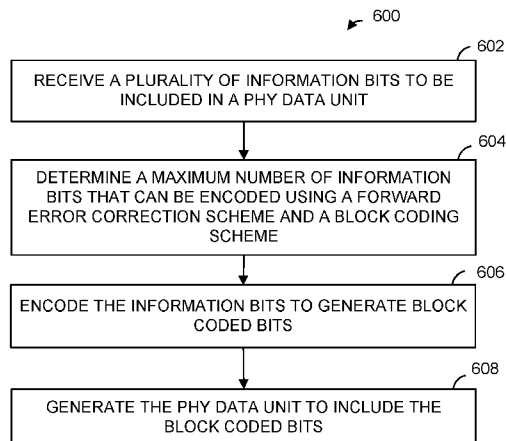 600
602
RECEIVE A PLURALITY OF INFORMATION BITS TO BE
INCLUDED IN A PHY DATA UNIT
604
DETERMINE A MAXIMUM NUMBER OF INFORMATION
BITS THAT CAN BE ENCODED USING A FORWARD
ERROR CORRECTION SCHEME AND A BLOCK CODING
SCHEME
606
ENCODE THE INFORMATION BITS TO GENERATE BLOCK
CODED BITS
608
GENERATE THE PHY DATA UNIT TO INCLUDE THE
BLOCK CODED BITS